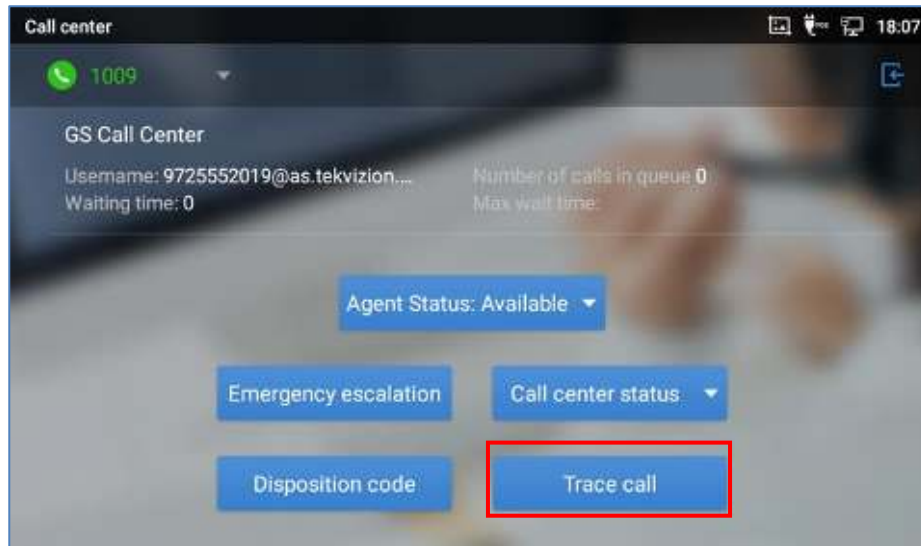 Call center
18:07
1009
GS Call Center
Username: 9725552019@as.tekvizion....
Number of calls in queue 0
Waiting time: 0
Max wait time:
Agent Status: Available
Emergency escalation
Call center status
Disposition code
Trace call